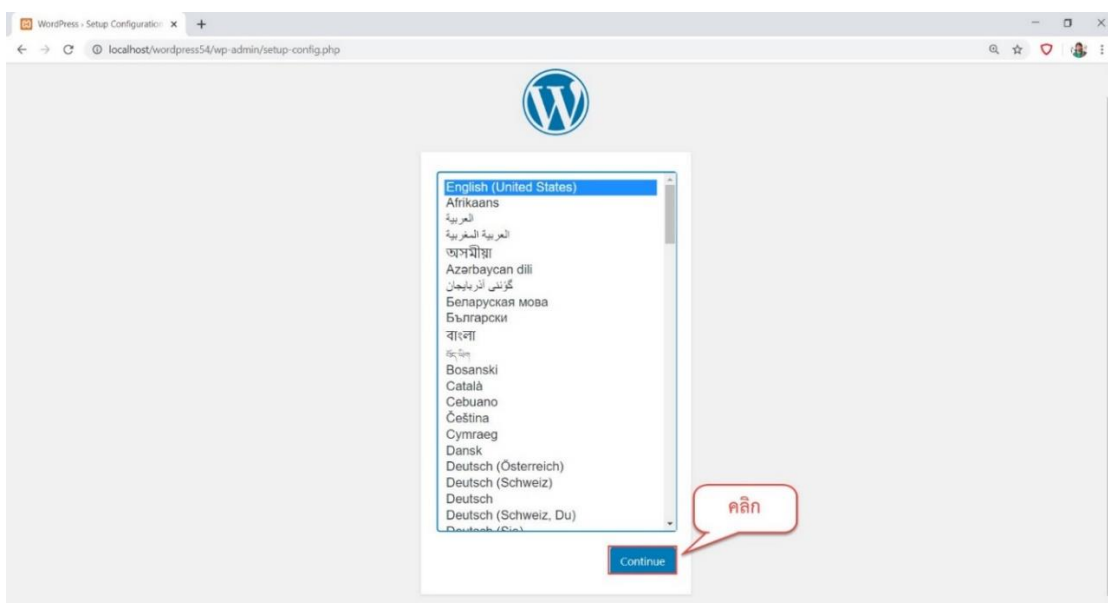 WordPress › Setup Configuration
localhost/wordpress54/wp-admin/setup-config.php
English (United States)
Afrikaans
العربية
العربية المغربية
অসমীয়া
Azərbaycan dili
گؤنئی آذربایجان
Беларуская мова
Български
বাংলা
བོད་ཡིག
Bosanski
Català
Cebuano
Čeština
Cymraeg
Dansk
Deutsch (Österreich)
Deutsch (Schweiz)
Deutsch
Deutsch (Schweiz, Du)
Deutsch (Sie)
คลิก
Continue